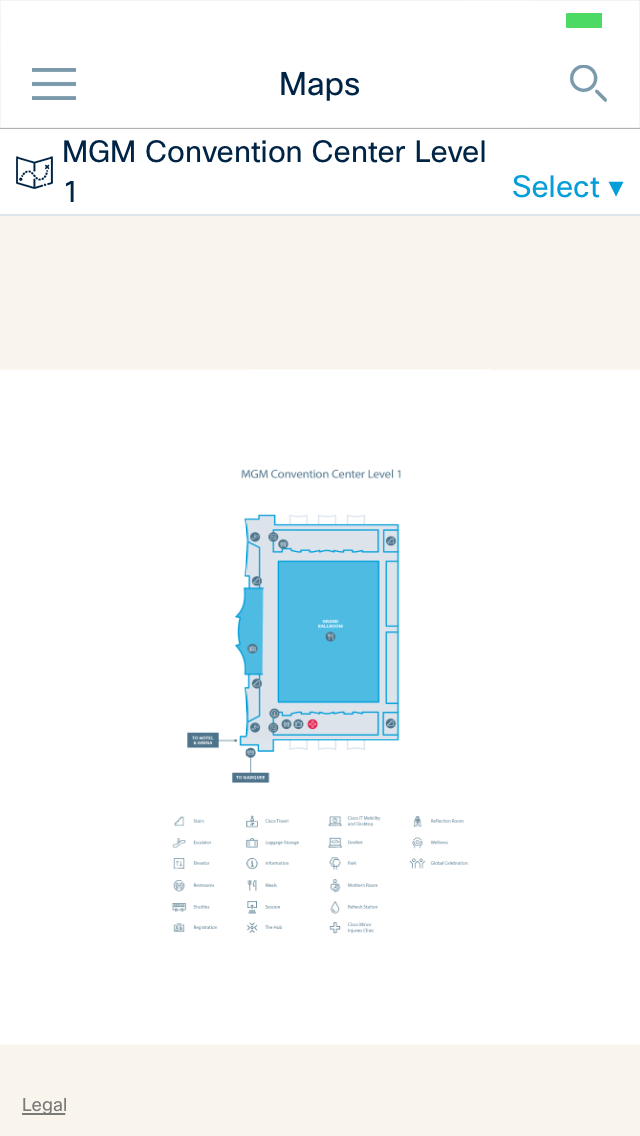 Maps
MGM Convention Center Level
1
Select ▼
MGM Convention Center Level 1
GRAND
BALLROOM
TO HOTEL
& ARENA
TO MARQUEE
Stairs
Escalator
Elevator
Restrooms
Shuttles
Registration
Cisco Travel
Luggage Storage
Information
Meals
Session
The Hub
Cisco IT Mobility
and Desktop
DevNet
Mother's Room
Refresh Station
Cisco Minor
Injuries Clinic
Reflection Room
Wellness
Global Celebration
Legal